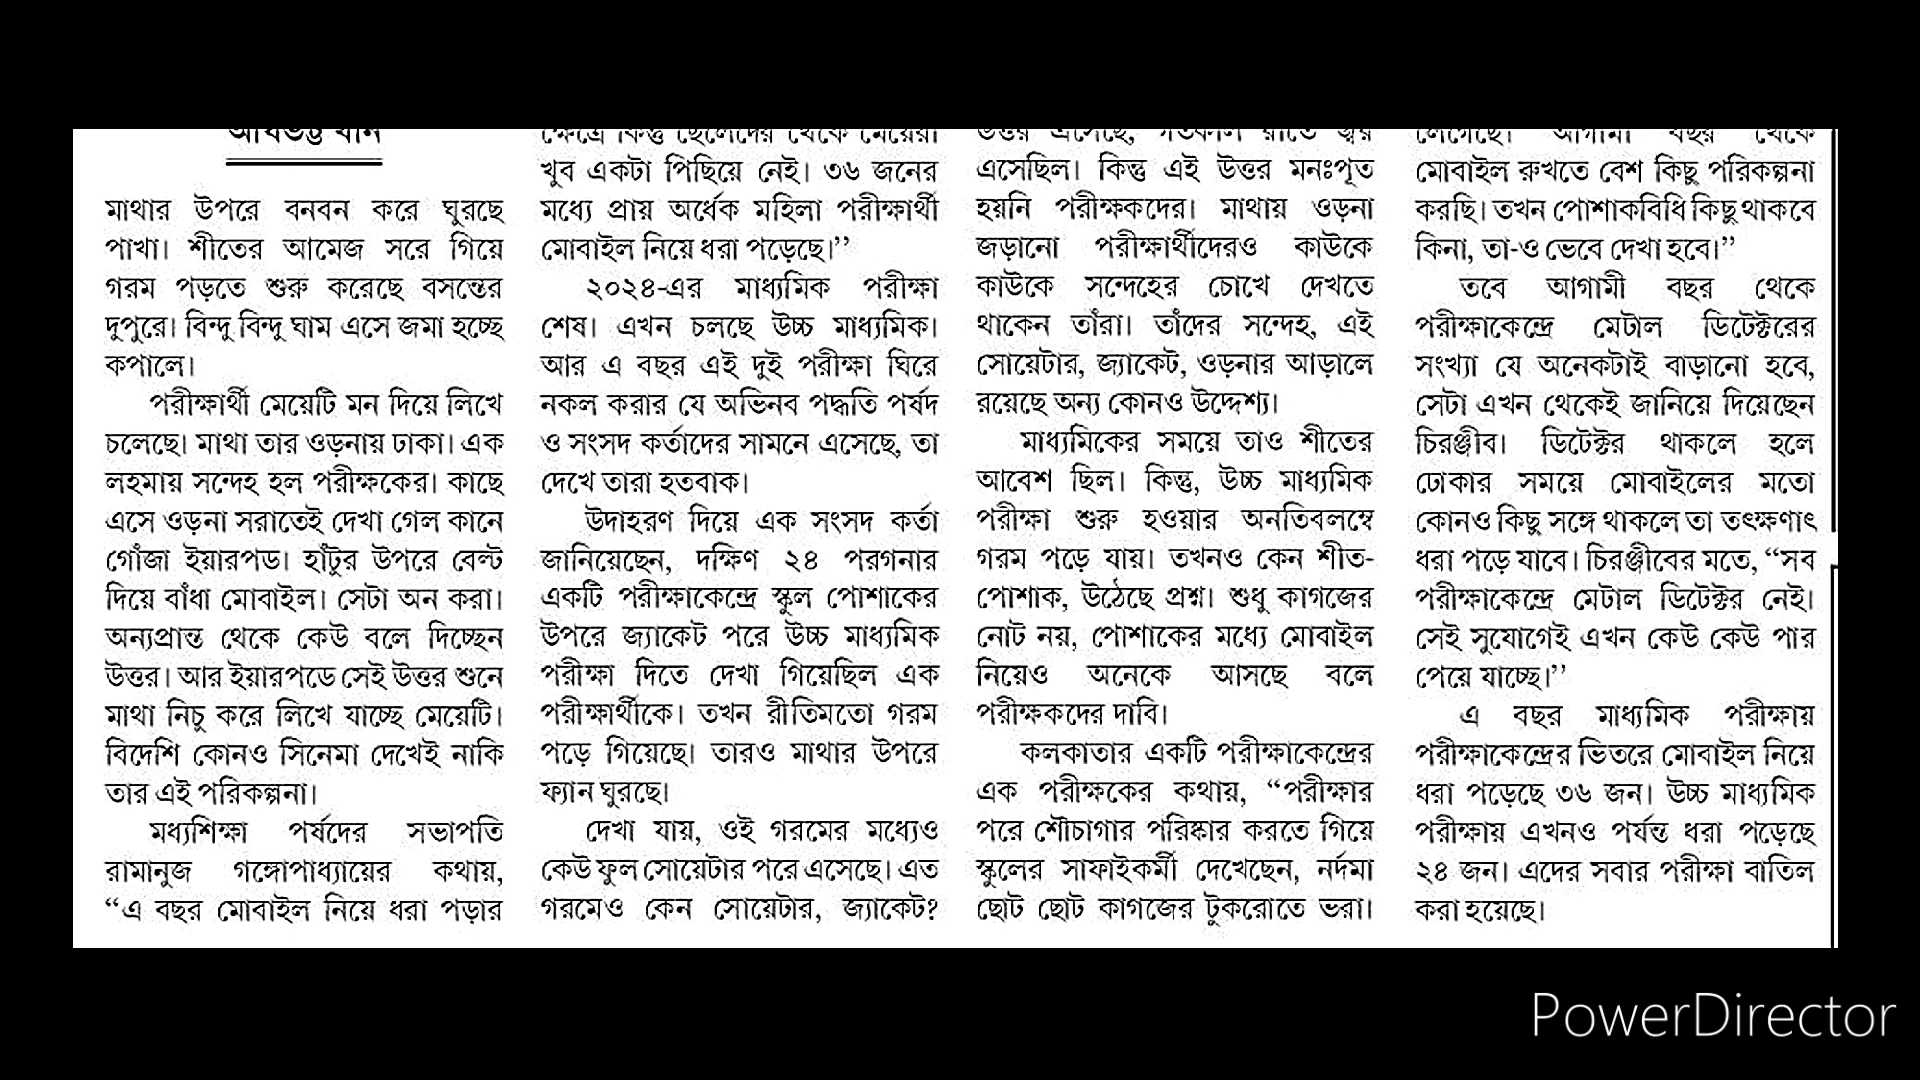 মাথার উপরে বনবন করে ঘুরছে
পাখা। শীতের আমেজ সরে গিয়ে
গরম পড়তে শুরু করেছে বসন্তের
দুপুরে। বিন্দু বিন্দু ঘাম এসে জমা হচ্ছে
কপালে।
পরীক্ষার্থী মেয়েটি মন দিয়ে লিখে
চলেছে। মাথা তার ওড়নায় ঢাকা। এক
লহমায় সন্দেহ হল পরীক্ষকের। কাছে
এসে ওড়না সরাতেই দেখা গেল কানে
গোঁজা ইয়ারপড। হাঁটুর উপরে বেল্ট
দিয়ে বাঁধা মোবাইল। সেটা অন করা।
অন্যপ্রান্ত থেকে কেউ বলে দিচ্ছেন
উত্তর। আর ইয়ারপডে সেই উত্তর শুনে
মাথা নিচু করে লিখে যাচ্ছে মেয়েটি।
বিদেশি কোনও সিনেমা দেখেই নাকি
তার এই পরিকল্পনা।
মধ্যশিক্ষা পর্ষদের সভাপতি
রামানুজ গঙ্গোপাধ্যায়ের কথায়,
“এ বছর মোবাইল নিয়ে ধরা পড়ার
ক্ষেত্রে কিন্তু ছেলেদের থেকে মেয়েরা
খুব একটা পিছিয়ে নেই। ৩৬ জনের
মধ্যে প্রায় অর্ধেক মহিলা পরীক্ষার্থী
মোবাইল নিয়ে ধরা পড়েছে।’’
২০২৪-এর মাধ্যমিক পরীক্ষা
শেষ। এখন চলছে উচ্চ মাধ্যমিক।
আর এ বছর এই দুই পরীক্ষা ঘিরে
নকল করার যে অভিনব পদ্ধতি পর্ষদ
ও সংসদ কর্তাদের সামনে এসেছে, তা
দেখে তারা হতবাক।
উদাহরণ দিয়ে এক সংসদ কর্তা
জানিয়েছেন, দক্ষিণ ২৪ পরগনার
একটি পরীক্ষাকেন্দ্রে স্কুল পোশাকের
উপরে জ্যাকেট পরে উচ্চ মাধ্যমিক
পরীক্ষা দিতে দেখা গিয়েছিল এক
পরীক্ষার্থীকে। তখন রীতিমতো গরম
পড়ে গিয়েছে। তারও মাথার উপরে
ফ্যান ঘুরছে।
দেখা যায়, ওই গরমের মধ্যেও
কেউ ফুল সোয়েটার পরে এসেছে। এত
গরমেও কেন সোয়েটার, জ্যাকেট?
উত্তর এসেছে, গতকাল রাতে জ্বর
এসেছিল। কিন্তু এই উত্তর মনঃপূত
হয়নি পরীক্ষকদের। মাথায় ওড়না
জড়ানো পরীক্ষার্থীদেরও কাউকে
কাউকে সন্দেহের চোখে দেখতে
থাকেন তাঁরা। তাঁদের সন্দেহ, এই
সোয়েটার, জ্যাকেট, ওড়নার আড়ালে
রয়েছে অন্য কোনও উদ্দেশ্য।
মাধ্যমিকের সময়ে তাও শীতের
আবেশ ছিল। কিন্তু, উচ্চ মাধ্যমিক
পরীক্ষা শুরু হওয়ার অনতিবলম্বে
গরম পড়ে যায়। তখনও কেন শীত-
পোশাক, উঠেছে প্রশ্ন। শুধু কাগজের
নোট নয়, পোশাকের মধ্যে মোবাইল
নিয়েও অনেকে আসছে বলে
পরীক্ষকদের দাবি।
কলকাতার একটি পরীক্ষাকেন্দ্রের
এক পরীক্ষকের কথায়, “পরীক্ষার
পরে শৌচাগার পরিষ্কার করতে গিয়ে
স্কুলের সাফাইকর্মী দেখেছেন, নর্দমা
ছোট ছোট কাগজের টুকরোতে ভরা।
লেগেছে। আগামী বছর থেকে
মোবাইল রুখতে বেশ কিছু পরিকল্পনা
করছি। তখন পোশাকবিধি কিছু থাকবে
কিনা, তা-ও ভেবে দেখা হবে।’’
তবে আগামী বছর থেকে
পরীক্ষাকেন্দ্রে মেটাল ডিটেক্টরের
সংখ্যা যে অনেকটাই বাড়ানো হবে,
সেটা এখন থেকেই জানিয়ে দিয়েছেন
চিরঞ্জীব। ডিটেক্টর থাকলে হলে
ঢোকার সময়ে মোবাইলের মতো
কোনও কিছু সঙ্গে থাকলে তা তৎক্ষণাৎ
ধরা পড়ে যাবে। চিরঞ্জীবের মতে, “সব
পরীক্ষাকেন্দ্রে মেটাল ডিটেক্টর নেই।
সেই সুযোগেই এখন কেউ কেউ পার
পেয়ে যাচ্ছে।’’
এ বছর মাধ্যমিক পরীক্ষায়
পরীক্ষাকেন্দ্রের ভিতরে মোবাইল নিয়ে
ধরা পড়েছে ৩৬ জন। উচ্চ মাধ্যমিক
পরীক্ষায় এখনও পর্যন্ত ধরা পড়েছে
২৪ জন। এদের সবার পরীক্ষা বাতিল
করা হয়েছে।
PowerDirector